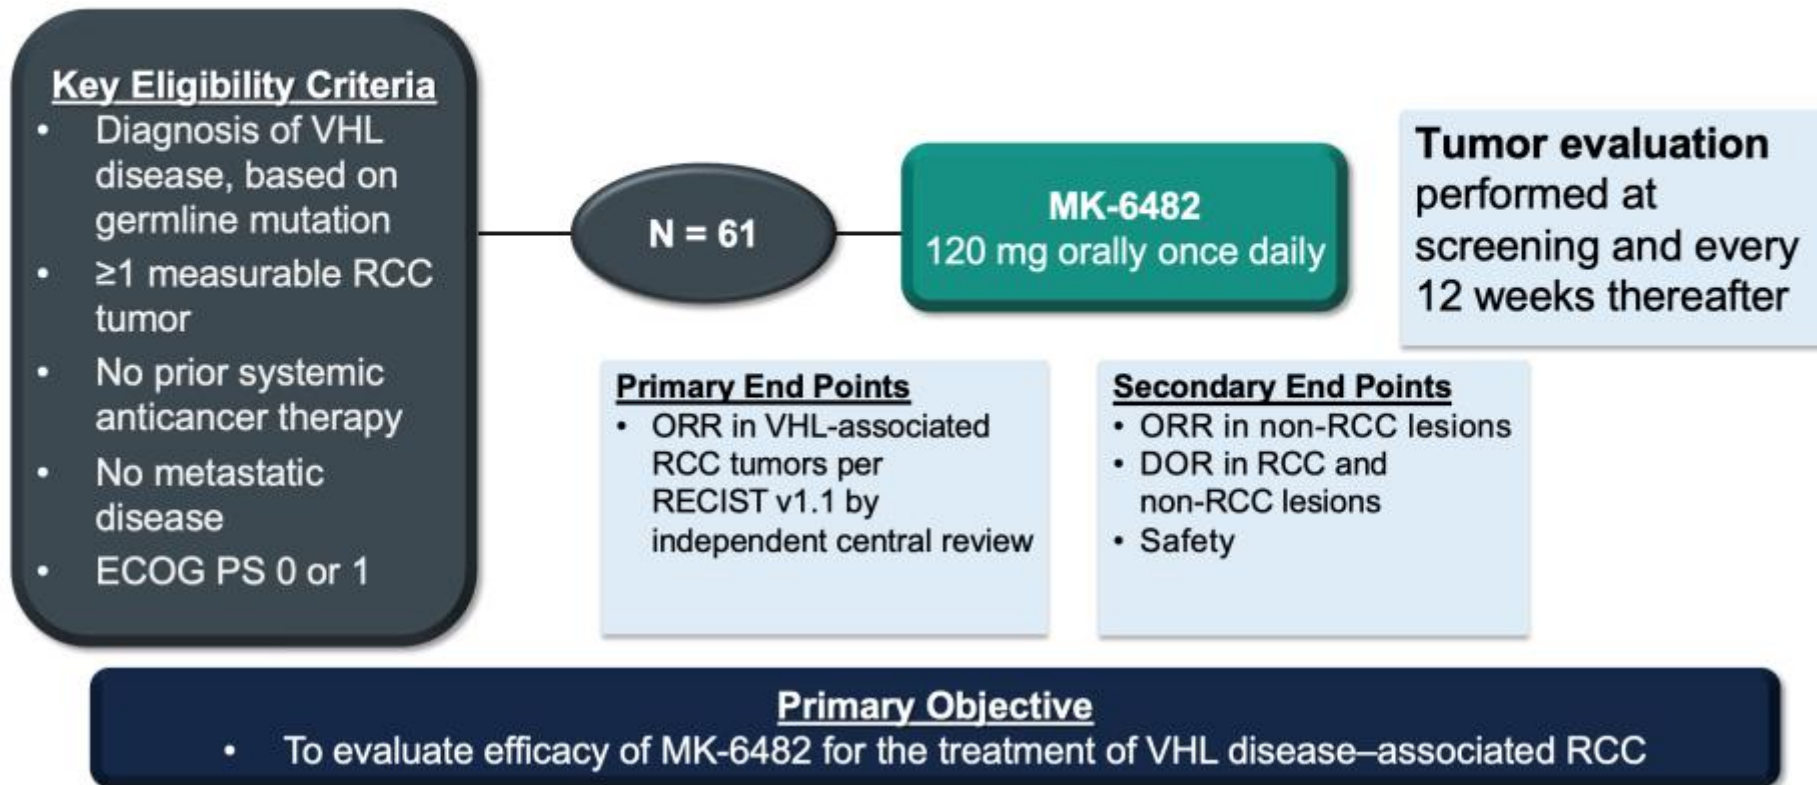 Key Eligibility Criteria
• Diagnosis of VHL
disease, based on
germline mutation
• ≥1 measurable RCC
tumor
• No prior systemic
anticancer therapy
• No metastatic
disease
• ECOG PS 0 or 1
N = 61
MK-6482
120 mg orally once daily
Tumor evaluation
performed at
screening and every
12 weeks thereafter
Primary End Points
• ORR in VHL-associated
RCC tumors per
RECIST v1.1 by
independent central review
Secondary End Points
• ORR in non-RCC lesions
• DOR in RCC and
non-RCC lesions
• Safety
Primary Objective
• To evaluate efficacy of MK-6482 for the treatment of VHL disease–associated RCC